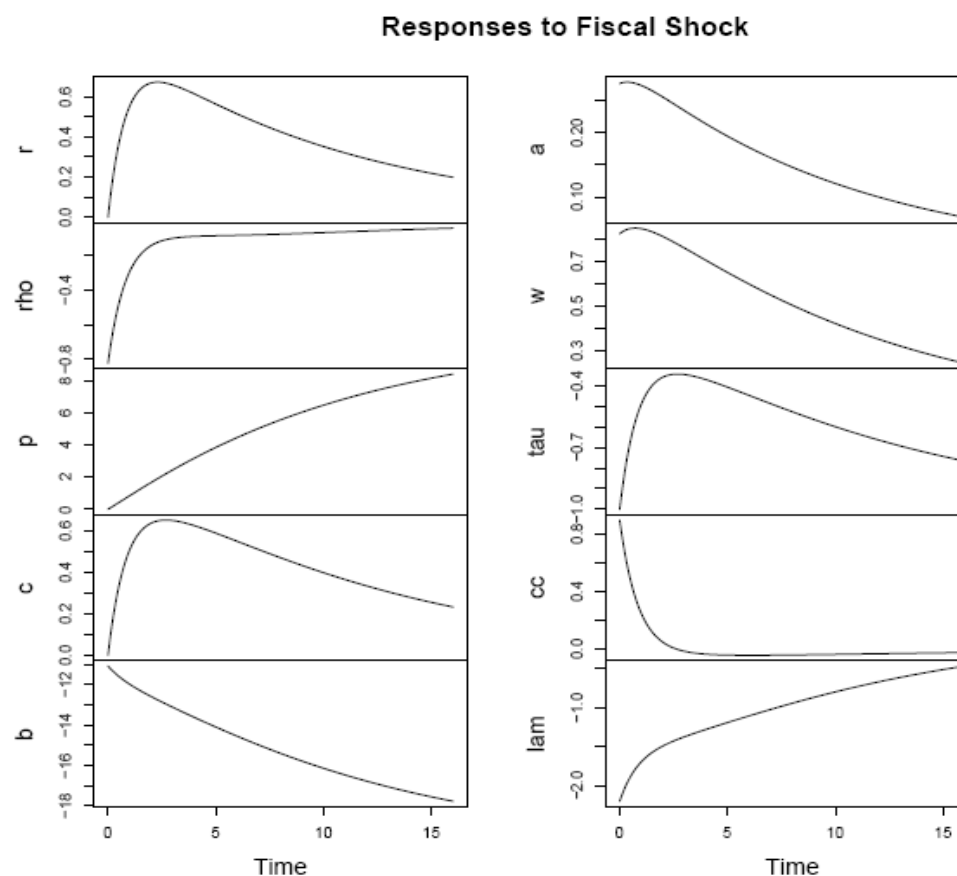 Responses to Fiscal Shock
r
0.0 0.2 0.4 0.6
rho
−0.8 −0.4
p
0 2 4 6 8
c
0.0 0.2 0.4 0.6
b
−18 −16 −14 −12
0 5 10 15
Time
a
0.10 0.20
w
0.3 0.5 0.7
tau
−1.0 −0.7 −0.4
cc
0.0 0.4 0.8
lam
−2.0 −1.0
0 5 10 15
Time